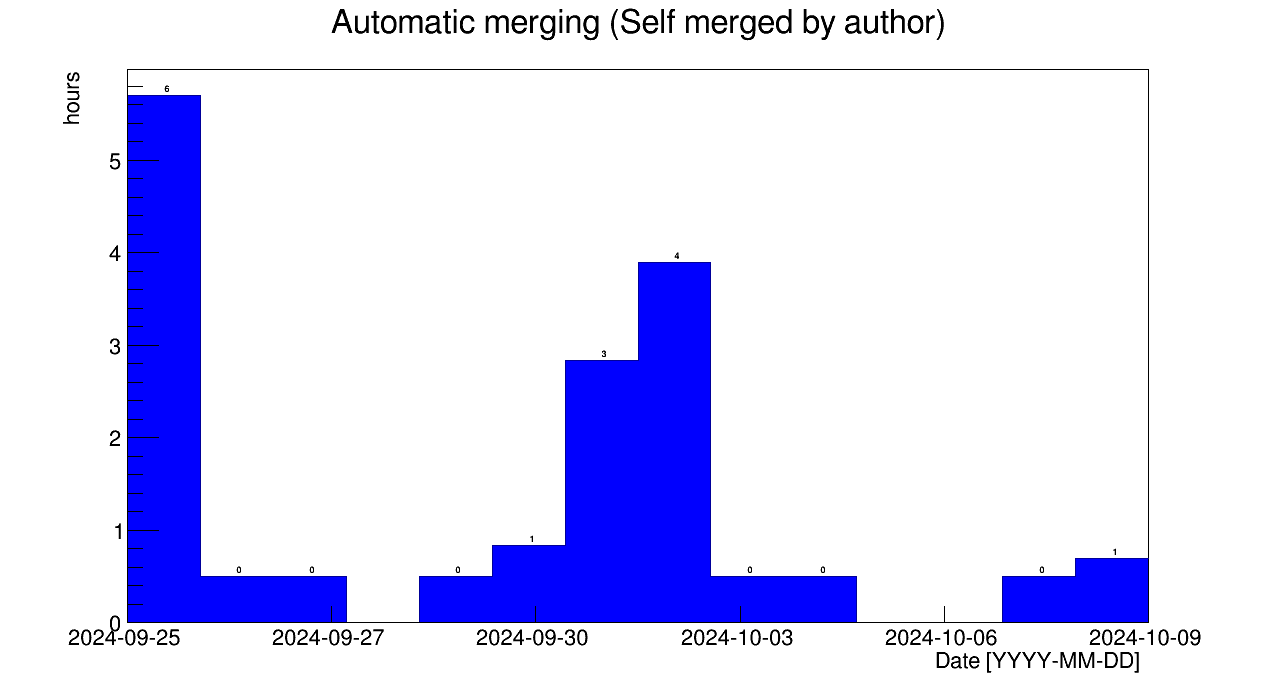 Automatic merging (Self merged by author)
hours
6
5
4
4
3
3
2
1
1
1
0 0 0 0 0 0
0
2024-09-25 2024-09-27 2024-09-30 2024-10-03 2024-10-06 2024-10-09
Date [YYYY-MM-DD]